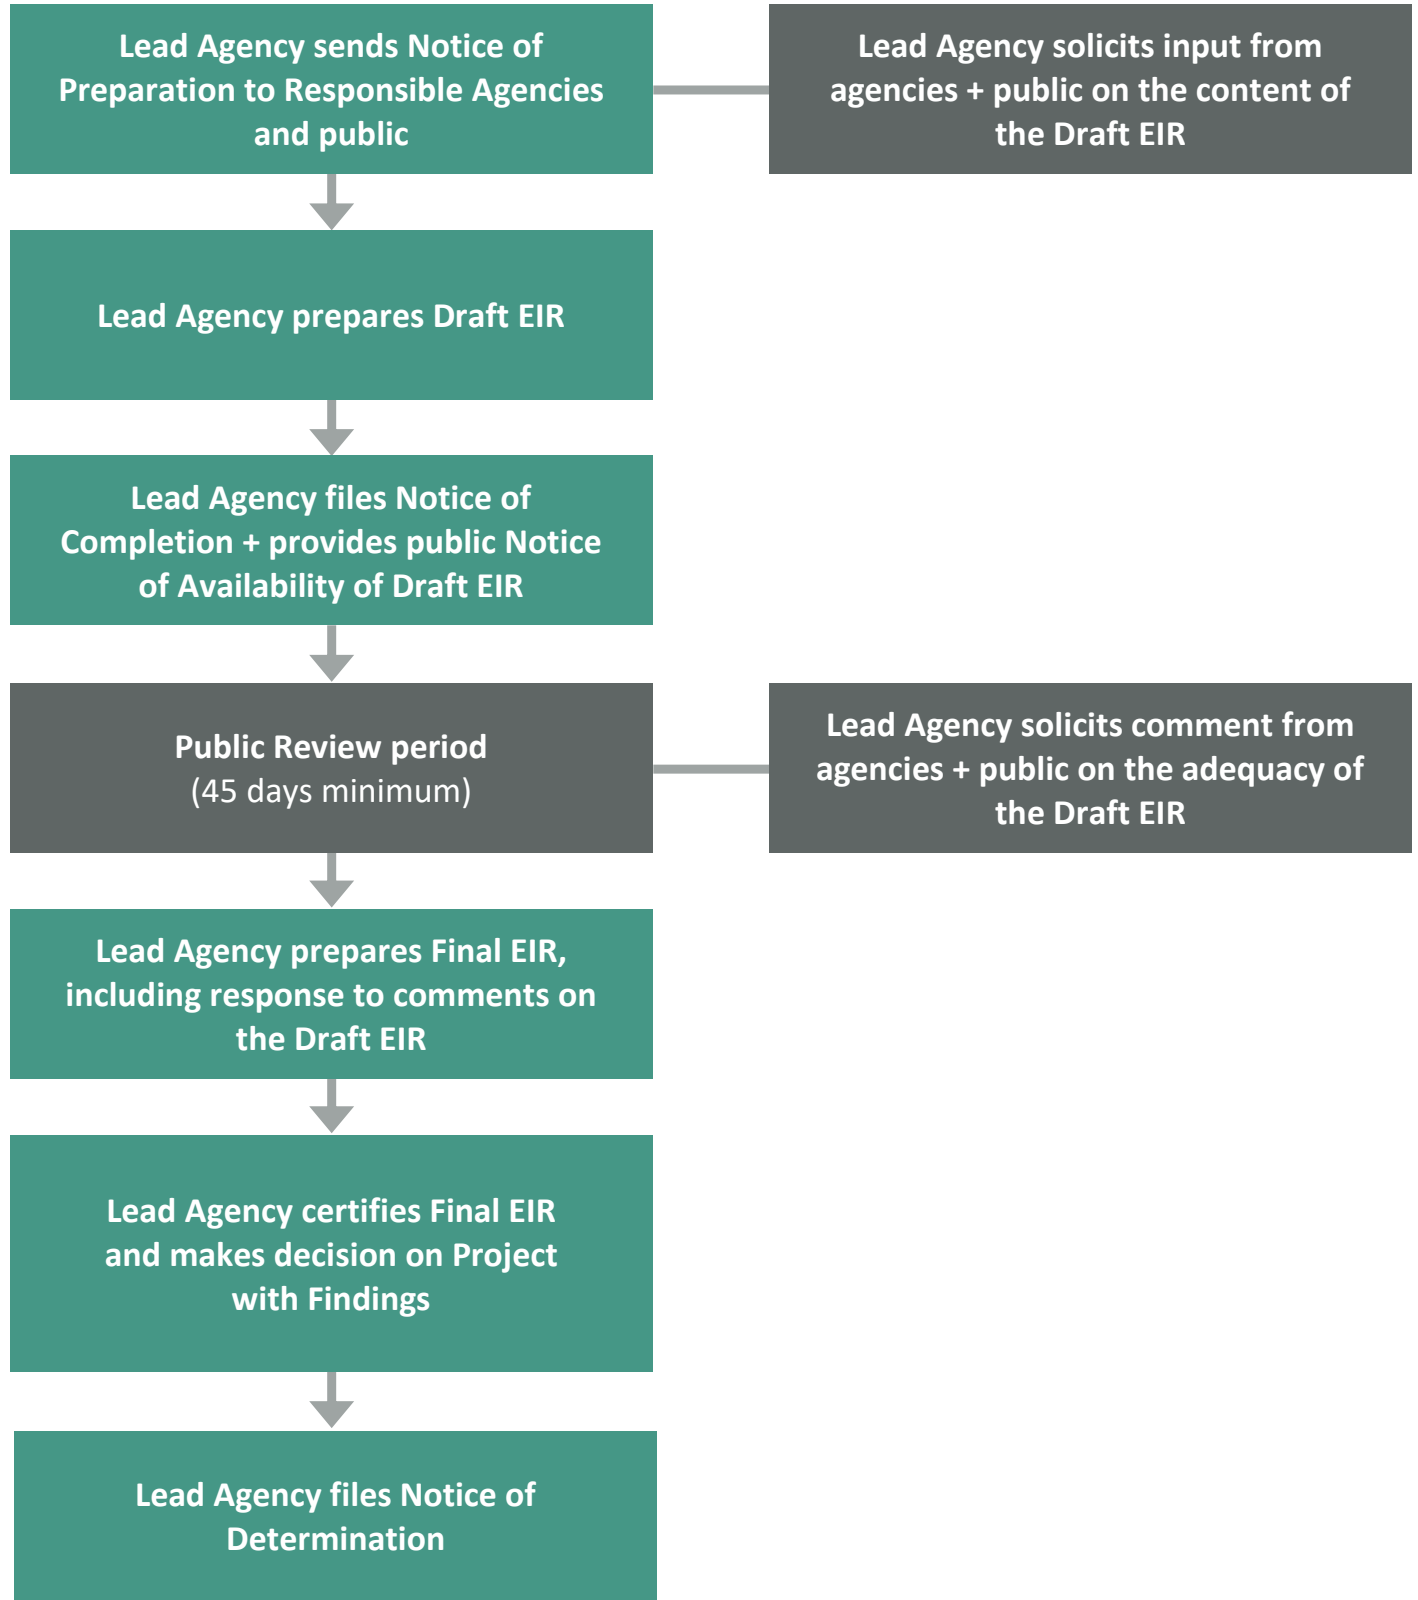 Lead Agency sends Notice of
Preparation to Responsible Agencies
and public
Lead Agency solicits input from
agencies + public on the content of
the Draft EIR
Lead Agency prepares Draft EIR
Lead Agency files Notice of
Completion + provides public Notice
of Availability of Draft EIR
Public Review period
(45 days minimum)
Lead Agency solicits comment from
agencies + public on the adequacy of
the Draft EIR
Lead Agency prepares Final EIR,
including response to comments on
the Draft EIR
Lead Agency certifies Final EIR
and makes decision on Project
with Findings
Lead Agency files Notice of
Determination